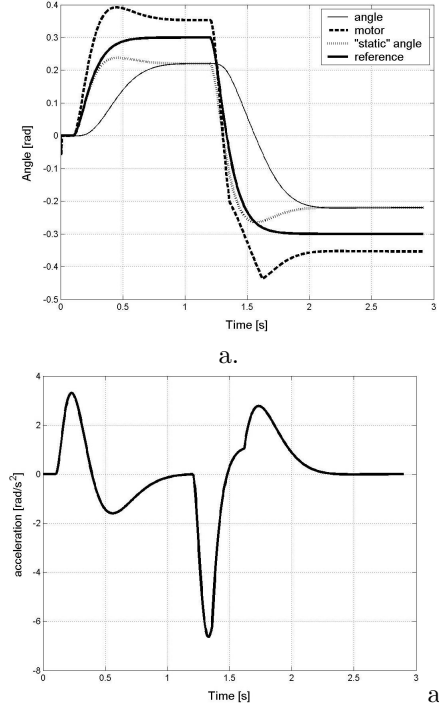 0.4
0.3
0.2
0.1
0
-0.1
-0.2
-0.3
-0.4
-0.5
Angle [rad]
angle
motor
"static" angle
reference
0 0.5 1 1.5 2 2.5 3
Time [s]
a.
4
2
0
-2
-4
-6
-8
acceleration [rad/s²]
0 0.5 1 1.5 2 2.5 3
Time [s]
a